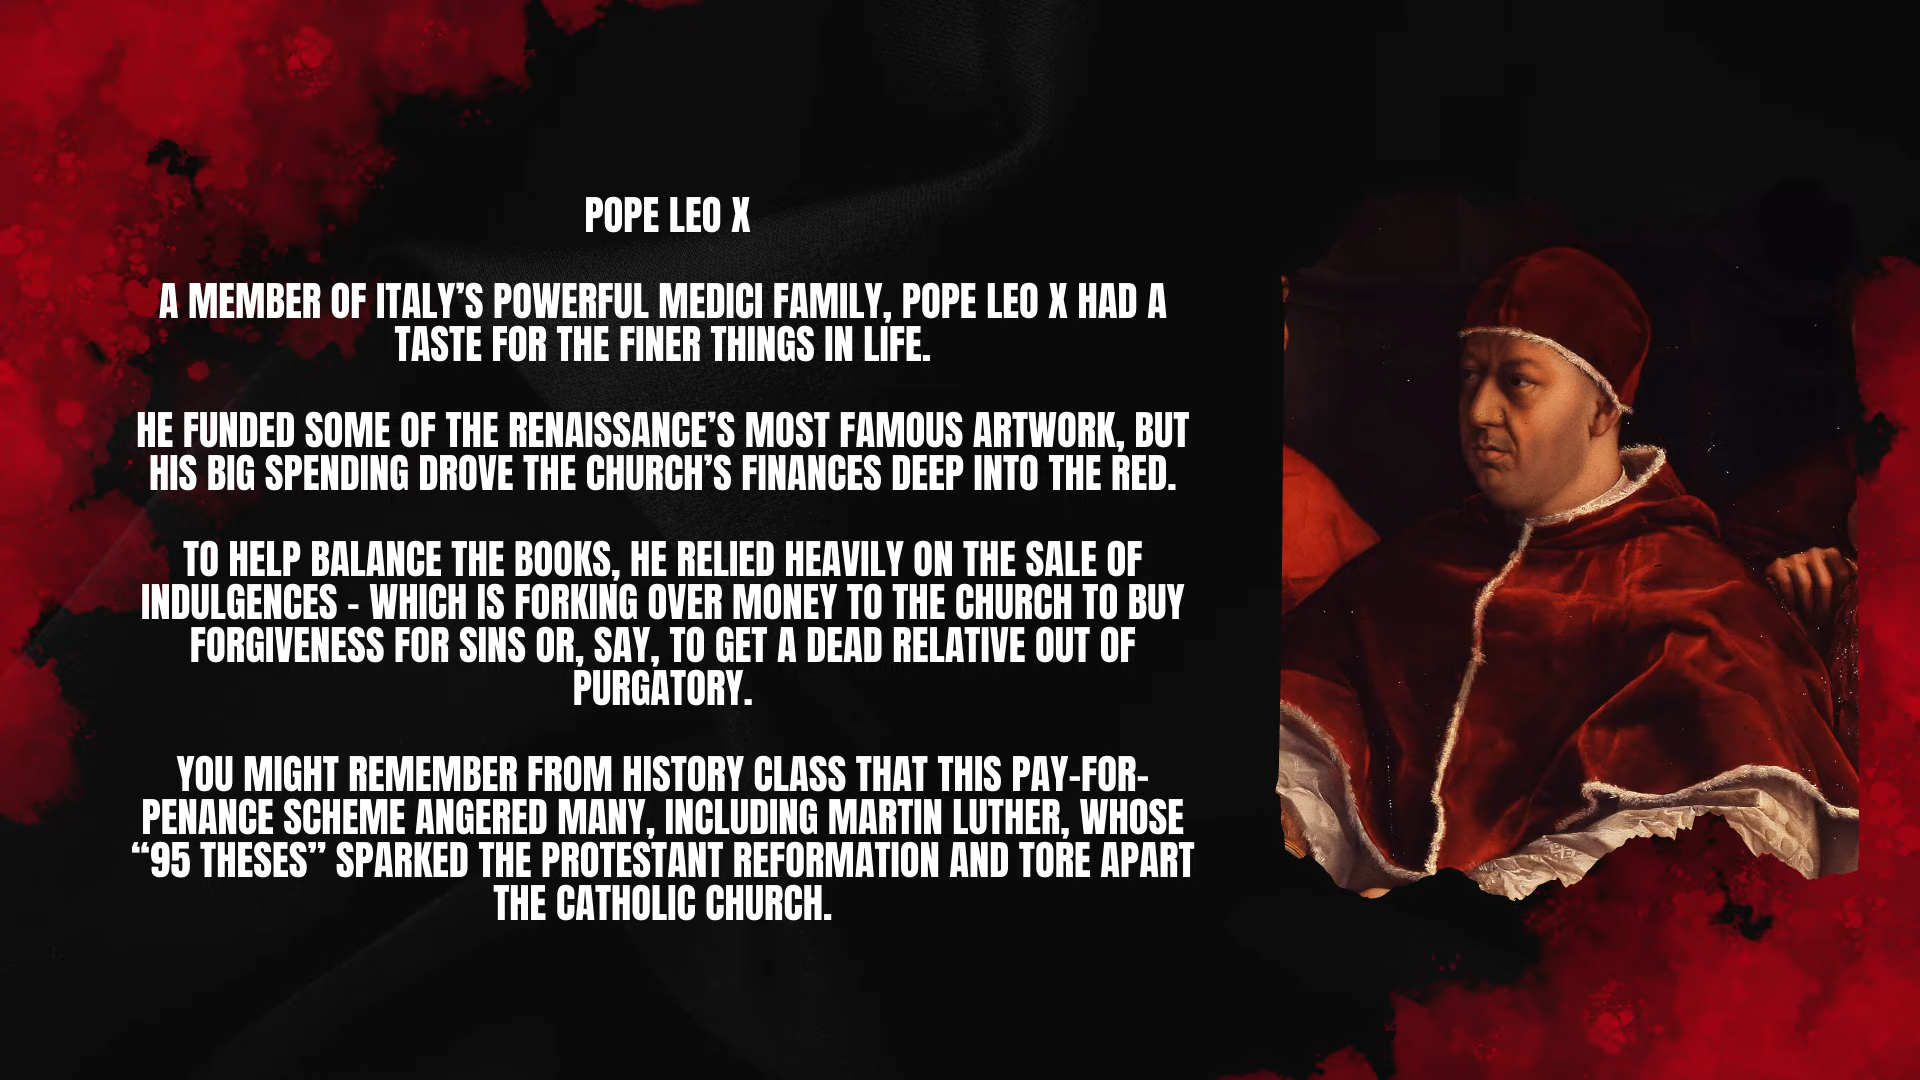 POPE LEO X
A MEMBER OF ITALY’S POWERFUL MEDICI FAMILY, POPE LEO X HAD A
TASTE FOR THE FINER THINGS IN LIFE.
HE FUNDED SOME OF THE RENAISSANCE’S MOST FAMOUS ARTWORK, BUT
HIS BIG SPENDING DROVE THE CHURCH’S FINANCES DEEP INTO THE RED.
TO HELP BALANCE THE BOOKS, HE RELIED HEAVILY ON THE SALE OF
INDULGENCES - WHICH IS FORKING OVER MONEY TO THE CHURCH TO BUY
FORGIVENESS FOR SINS OR, SAY, TO GET A DEAD RELATIVE OUT OF
PURGATORY.
YOU MIGHT REMEMBER FROM HISTORY CLASS THAT THIS PAY-FOR-
PENANCE SCHEME ANGERED MANY, INCLUDING MARTIN LUTHER, WHOSE
“95 THESES” SPARKED THE PROTESTANT REFORMATION AND TORE APART
THE CATHOLIC CHURCH.